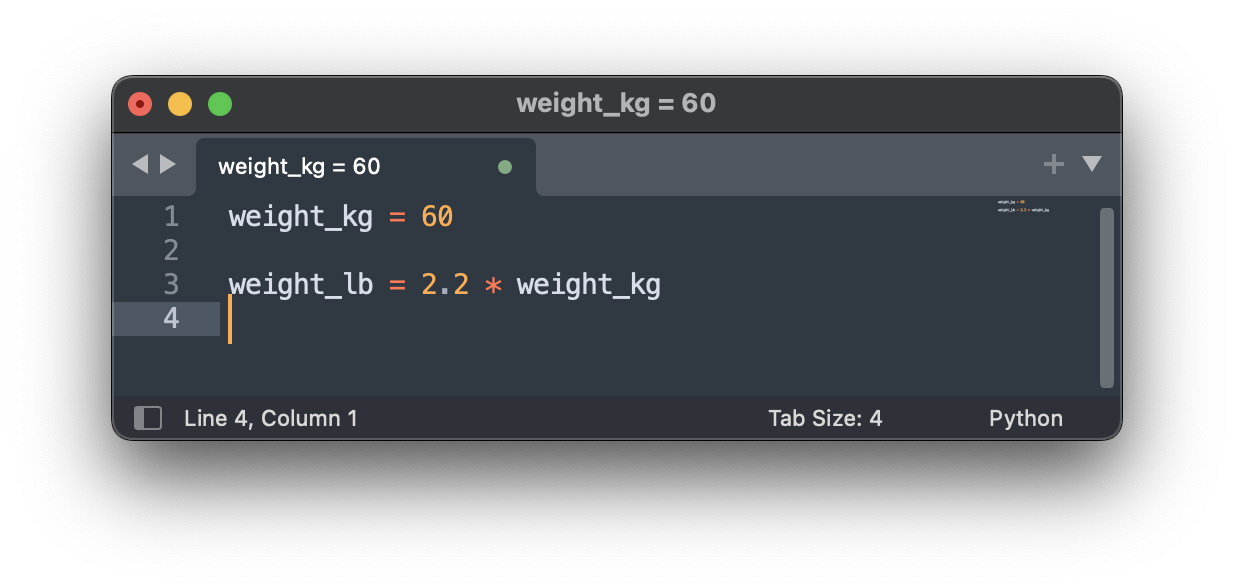 weight_kg = 60
weight_kg = 60
1 weight_kg = 60
2
3 weight_lb = 2.2 * weight_kg
4
Line 4, Column 1 Tab Size: 4 Python